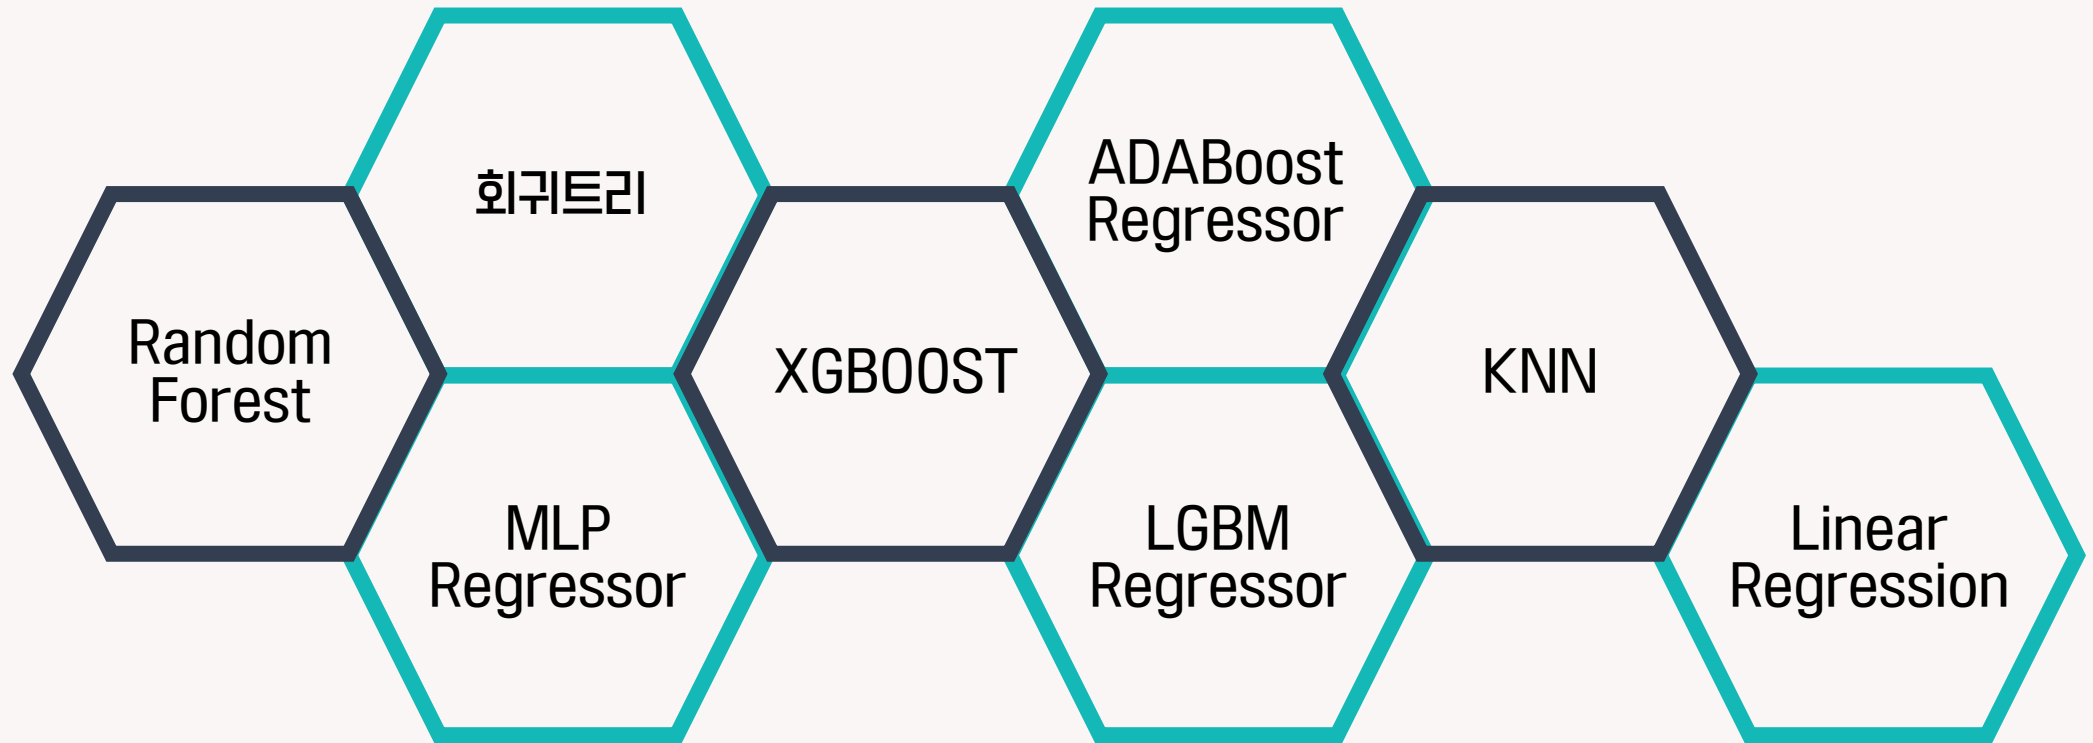 Random
Forest
회귀트리
MLP
Regressor
XGBOOST
ADABoost
Regressor
LGBM
Regressor
KNN
Linear
Regression